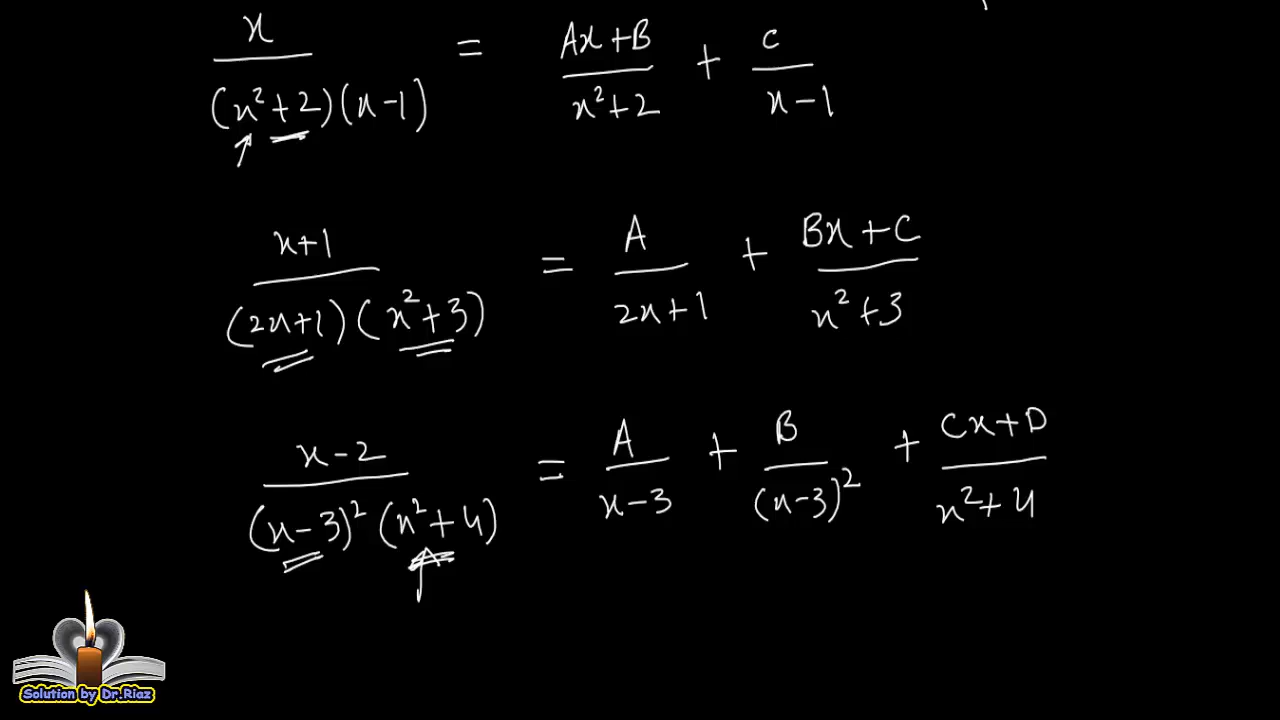 x/((x²+2)(x-1)) = (Ax+B)/(x²+2) + C/(x-1)
(x+1)/((2x+1)(x²+3)) = A/(2x+1) + (Bx+C)/(x²+3)
(x-2)/((x-3)²(x²+4)) = A/(x-3) + B/(x-3)² + (Cx+D)/(x²+4)
Solution by Dr.Riaz